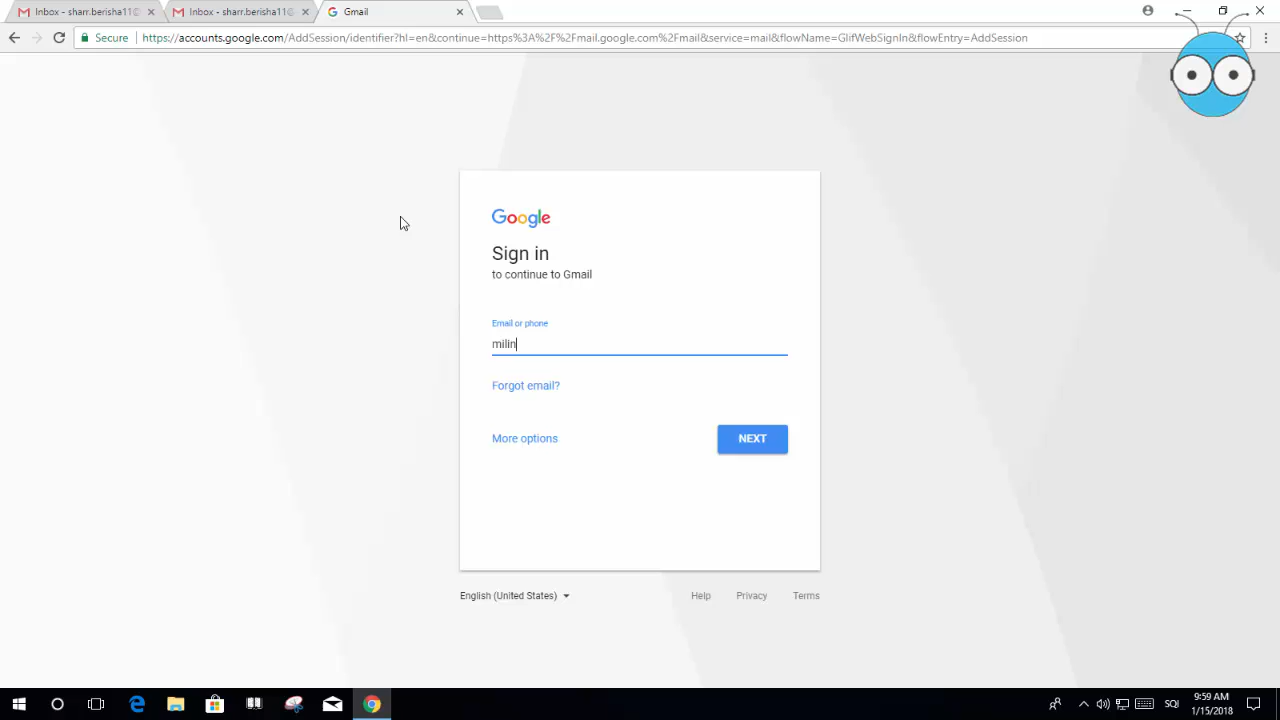 Inbox - sharr.berisha11@
Inbox - sharr.berisha11@
Gmail
Secure
https://accounts.google.com/AddSession/identifier?hl=en&continue=https%3A%2F%2Fmail.google.com%2Fmail&service=mail&flowName=GlifWebSignIn&flowEntry=AddSession
Google
Sign in
to continue to Gmail
Email or phone
milin
Forgot email?
More options
NEXT
English (United States)
Help
Privacy
Terms
SQI
9:59 AM
1/15/2018